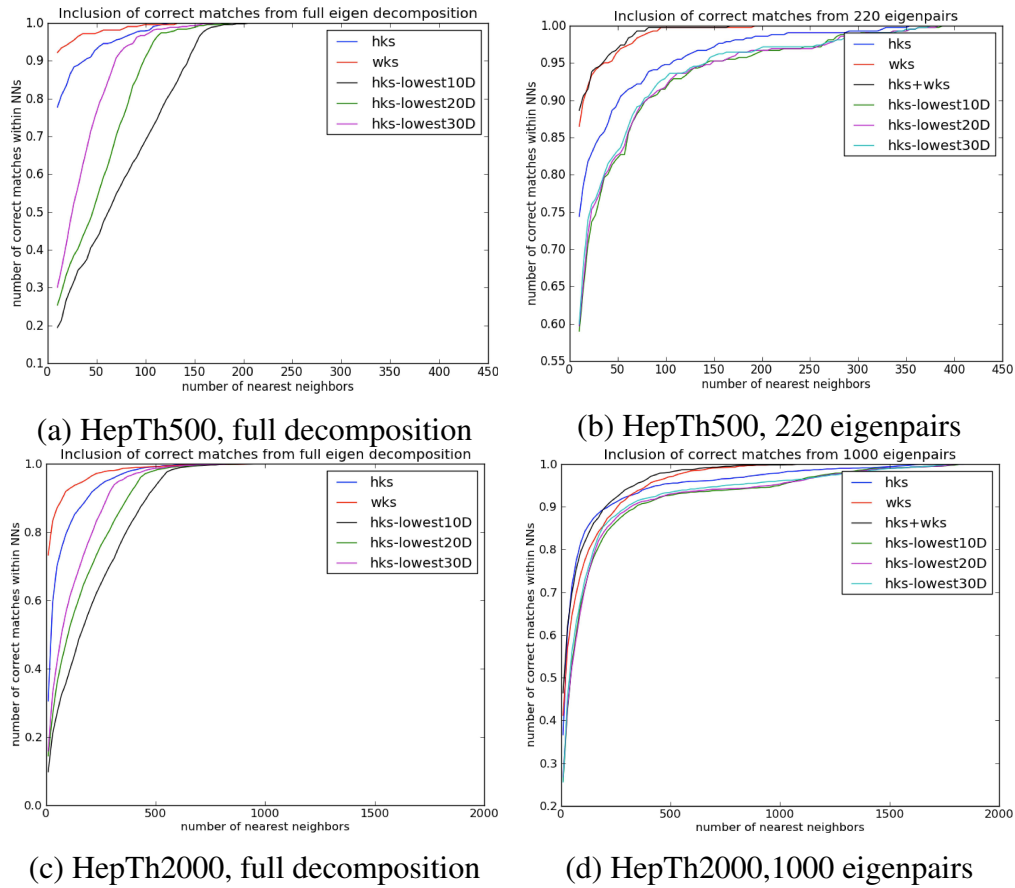 Inclusion of correct matches from full eigen decomposition
1.0
0.9
0.8
0.7
0.6
0.5
0.4
0.3
0.2
0.1
number of correct matches within NNs
hks
wks
hks-lowest10D
hks-lowest20D
hks-lowest30D
0 50 100 150 200 250 300 350 400 450
number of nearest neighbors
(a) HepTh500, full decomposition
Inclusion of correct matches from 220 eigenpairs
1.00
0.95
0.90
0.85
0.80
0.75
0.70
0.65
0.60
0.55
number of correct matches within NNs
hks
wks
hks+wks
hks-lowest10D
hks-lowest20D
hks-lowest30D
0 50 100 150 200 250 300 350 400 450
number of nearest neighbors
(b) HepTh500, 220 eigenpairs
Inclusion of correct matches from full eigen decomposition
1.0
0.8
0.6
0.4
0.2
0.0
number of correct matches within NNs
hks
wks
hks-lowest10D
hks-lowest20D
hks-lowest30D
0 500 1000 1500 2000
number of nearest neighbors
(c) HepTh2000, full decomposition
Inclusion of correct matches from 1000 eigenpairs
1.0
0.9
0.8
0.7
0.6
0.5
0.4
0.3
0.2
number of correct matches within NNs
hks
wks
hks+wks
hks-lowest10D
hks-lowest20D
hks-lowest30D
0 500 1000 1500 2000
number of nearest neighbors
(d) HepTh2000,1000 eigenpairs